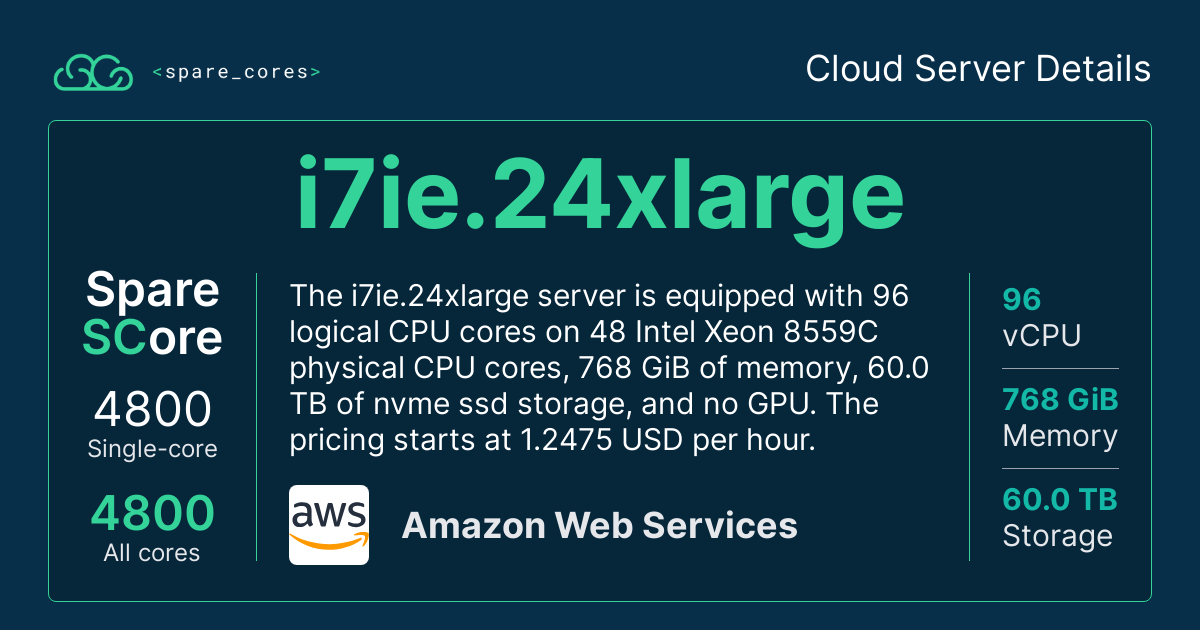 <spare_cores>
Cloud Server Details
i7ie.24xlarge
Spare
SCore
4800
Single-core
4800
All cores
The i7ie.24xlarge server is equipped with 96
logical CPU cores on 48 Intel Xeon 8559C
physical CPU cores, 768 GiB of memory, 60.0
TB of nvme ssd storage, and no GPU. The
pricing starts at 1.2475 USD per hour.
aws
Amazon Web Services
96
vCPU
768 GiB
Memory
60.0 TB
Storage